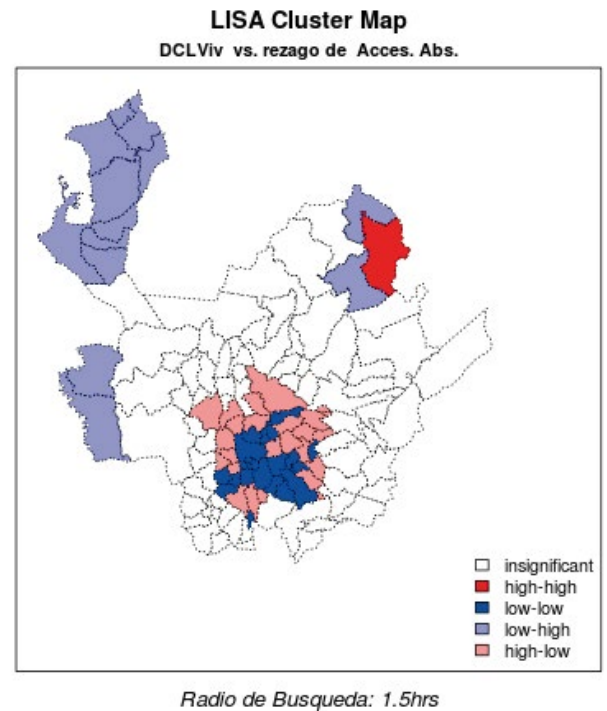 LISA Cluster Map
DCLViv vs. rezago de Acces. Abs.
insignificant
high-high
low-low
low-high
high-low
Radio de Busqueda: 1.5hrs